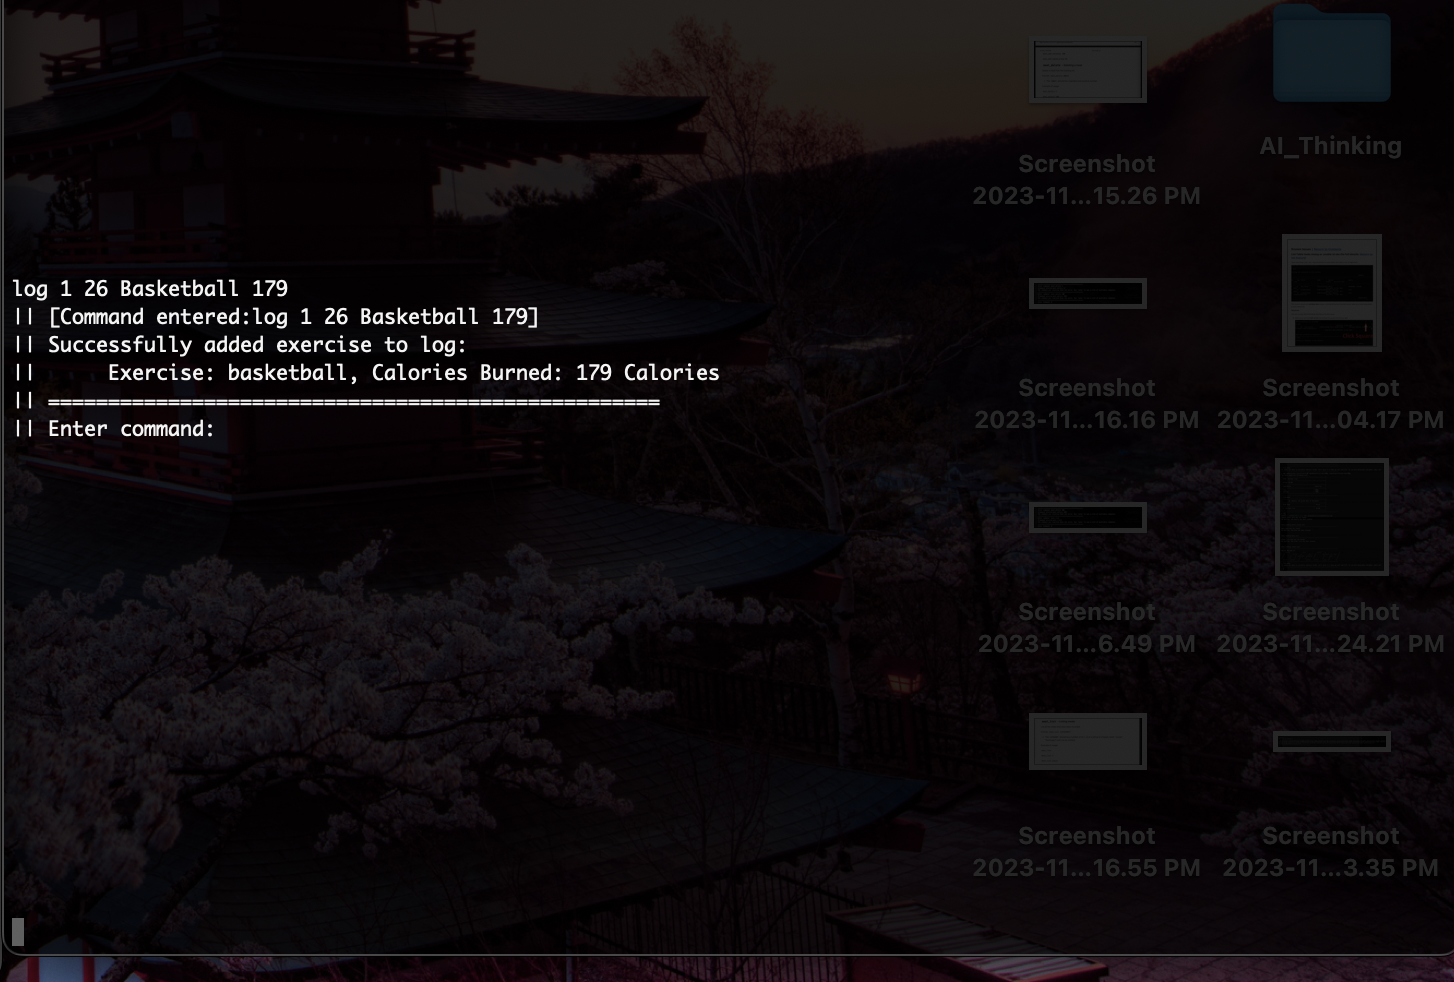 log 1 26 Basketball 179
|| [Command entered:log 1 26 Basketball 179]
|| Successfully added exercise to log:
||      Exercise: basketball, Calories Burned: 179 Calories
|| ===================================================
|| Enter command:
Screenshot
2023-11...15.26 PM
AI_Thinking
Screenshot
2023-11...16.16 PM
Screenshot
2023-11...04.17 PM
Screenshot
2023-11...6.49 PM
Screenshot
2023-11...24.21 PM
Screenshot
2023-11...16.55 PM
Screenshot
2023-11...3.35 PM